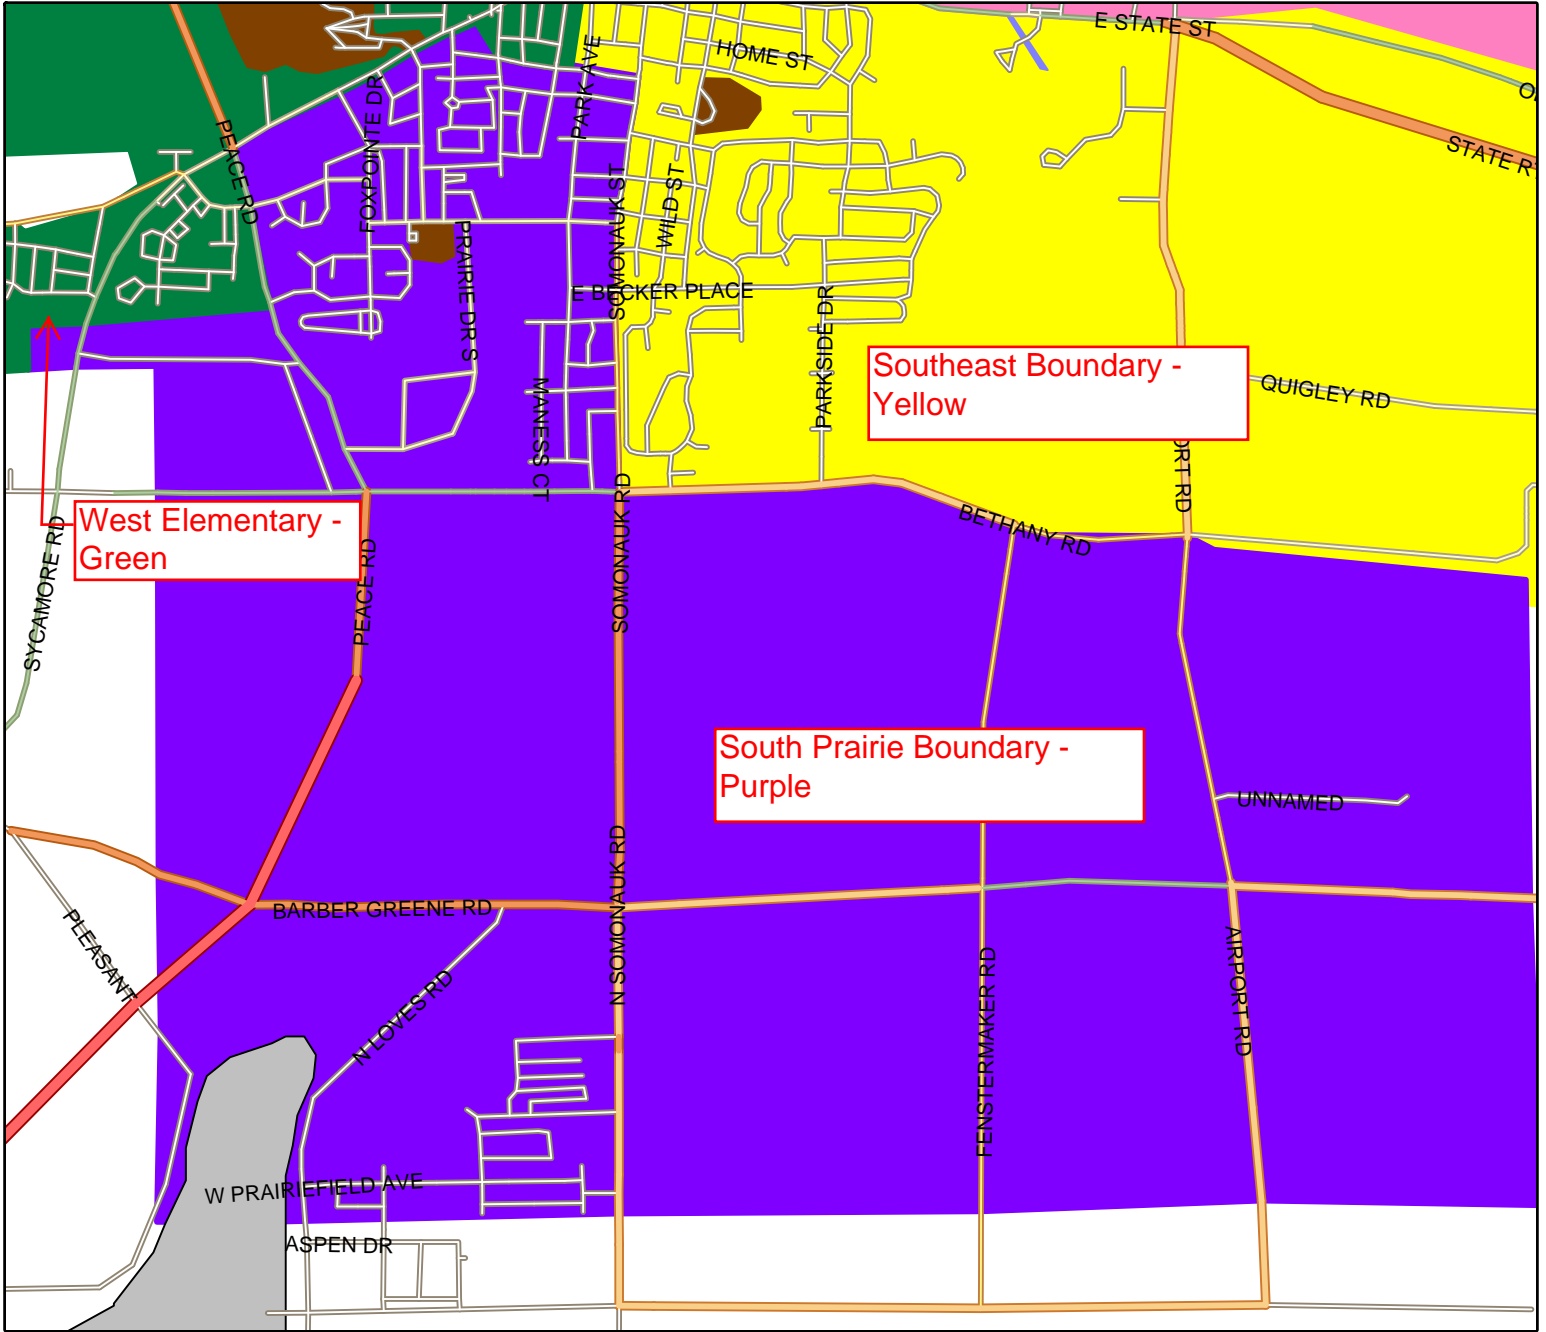 E STATE ST
HOME ST
PARK AVE
FOXPOINTE DR
PEACE RD
STATE R
SOMONAUK ST
WILD ST
PRAIRIE DR S
E BECKER PLACE
PARKSIDE DR
Southeast Boundary -
Yellow
QUIGLEY RD
MANESS CT
ORT RD
SOMONAUK RD
BETHANY RD
West Elementary -
Green
SYCAMORE RD
PEACE RD
South Prairie Boundary -
Purple
UNNAMED
BARBER GREENE RD
N SOMONAUK RD
PLEASANT
N LOVES RD
FENSTERMAKER RD
AIRPORT RD
W PRAIRIEFIELD AVE
ASPEN DR